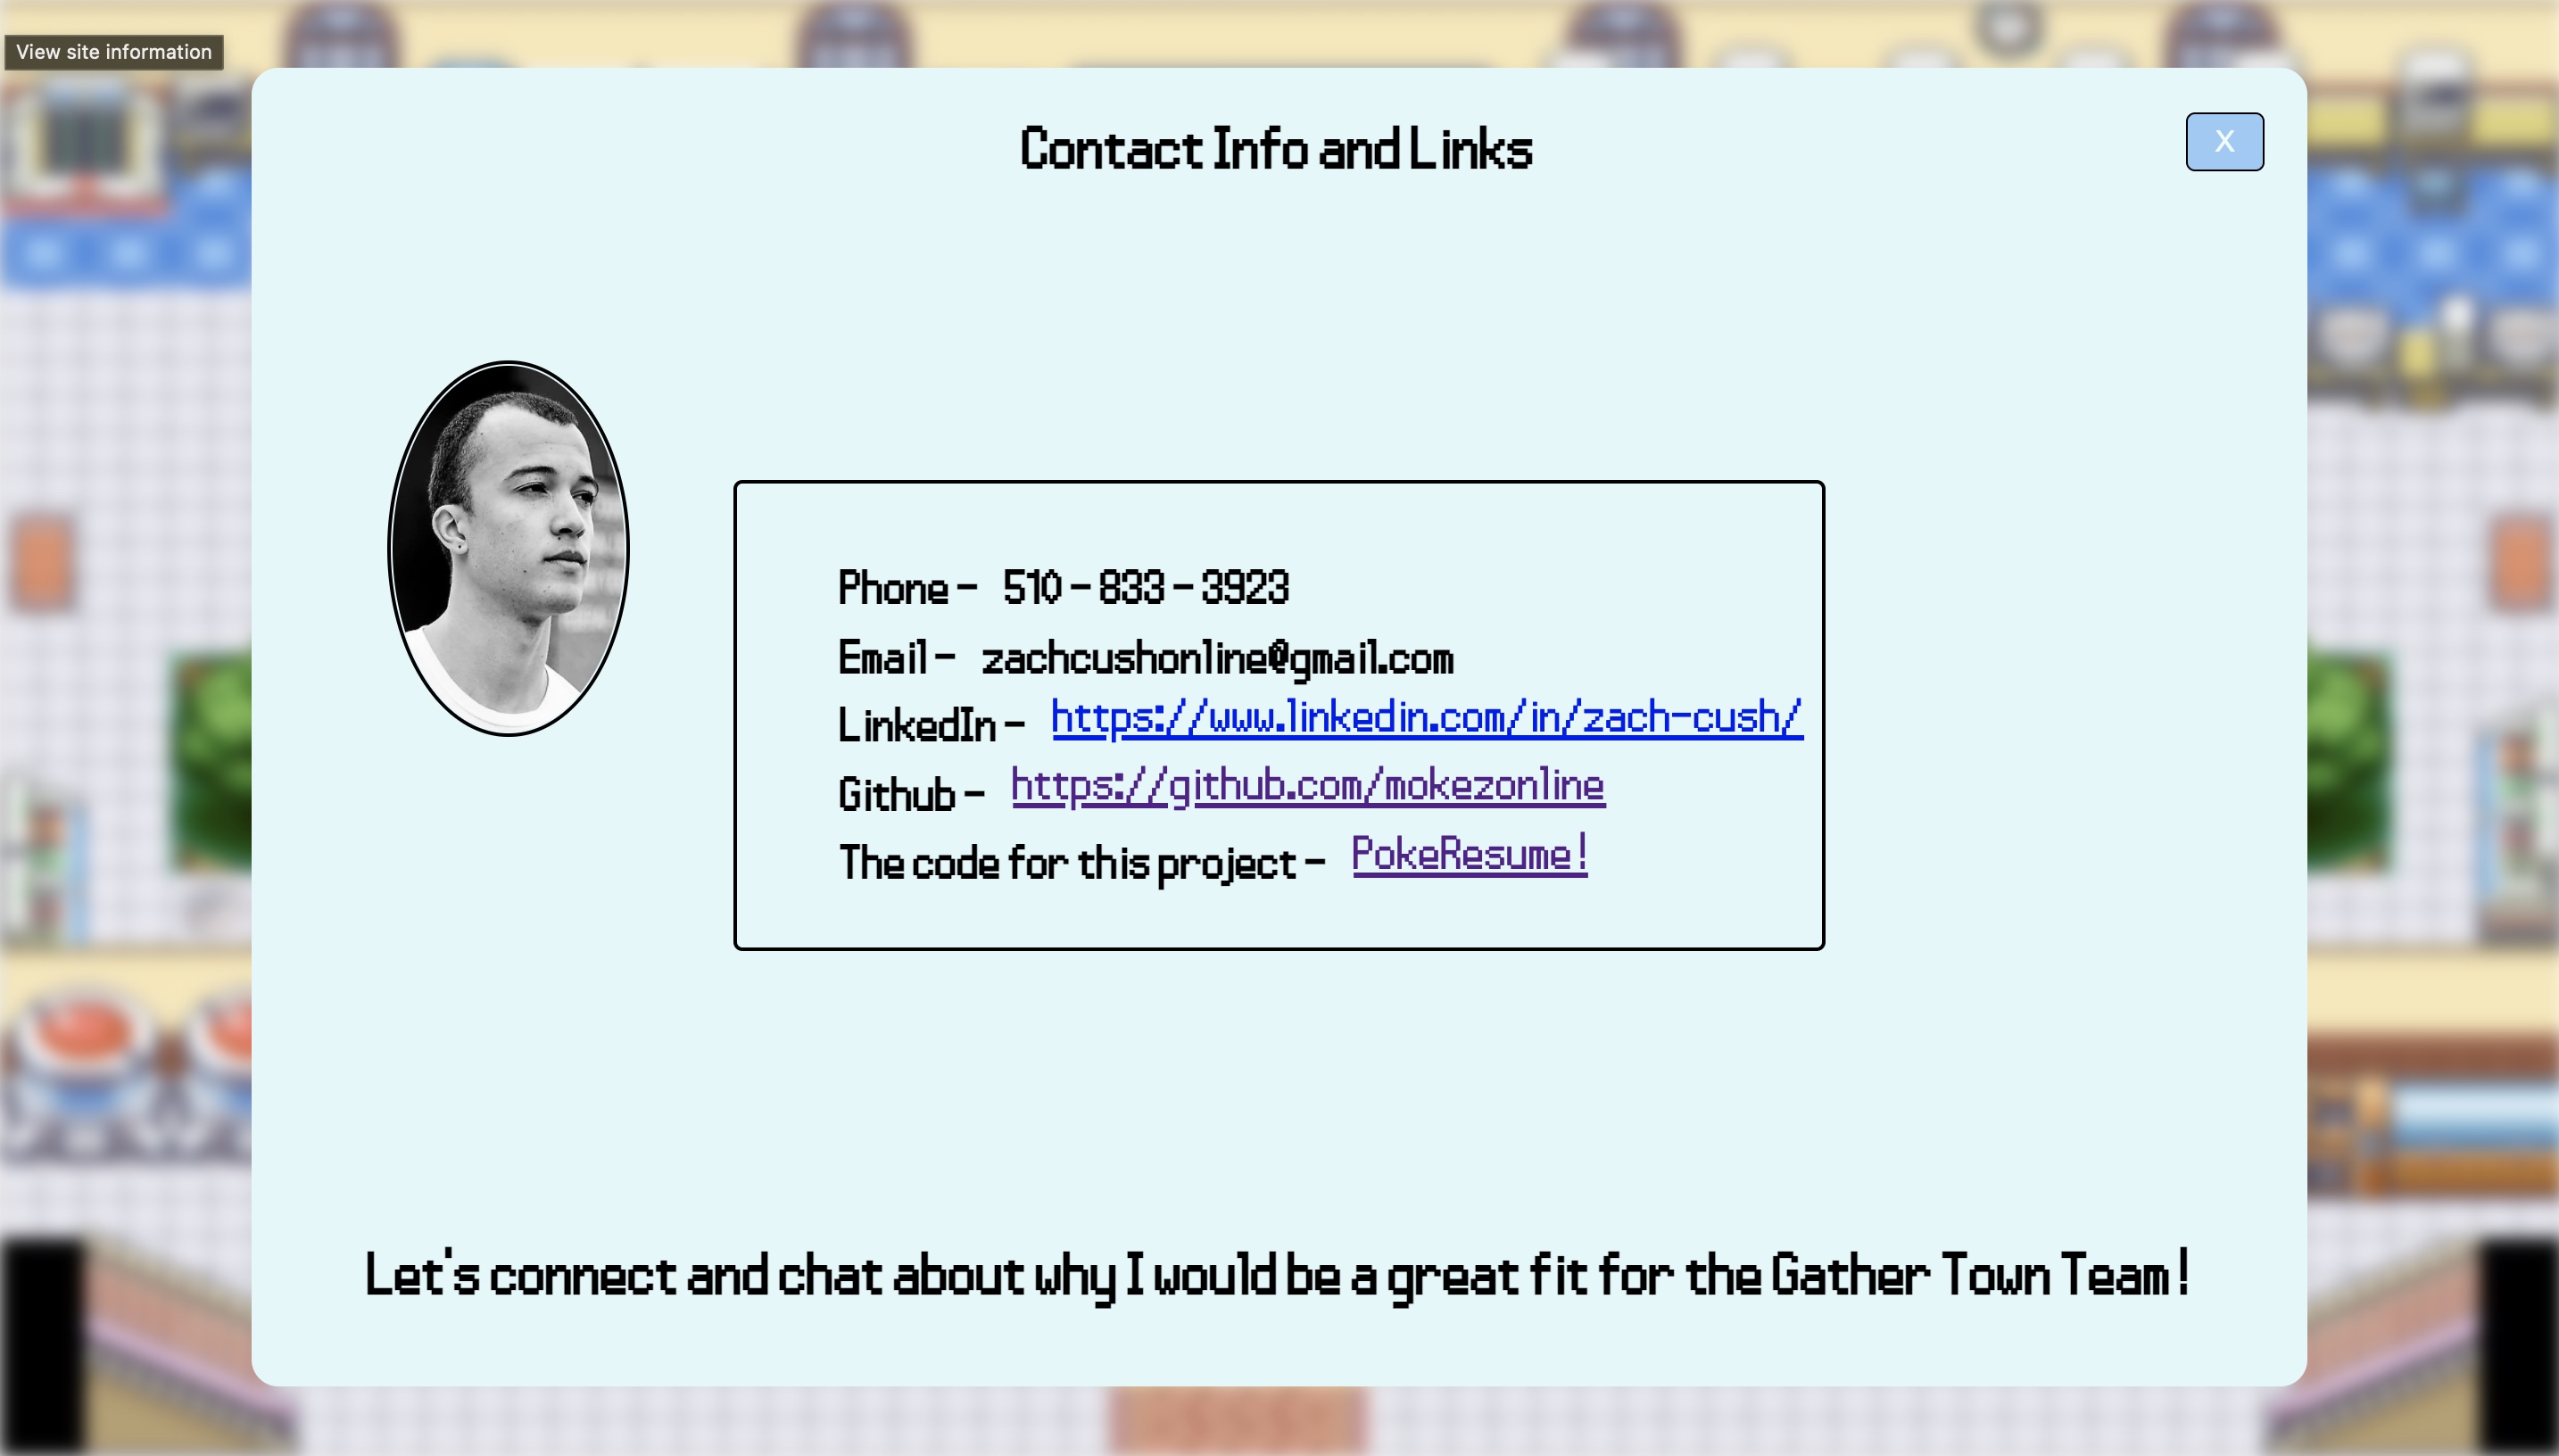 View site information
Contact Info and Links
X
Phone - 510-833-3923
Email - zachcushonline@gmail.com
LinkedIn - https://www.linkedin.com/in/zach-cush/
Github - https://github.com/mokezonline
The code for this project - PokeResume!
Let's connect and chat about why I would be a great fit for the Gather Town Team!